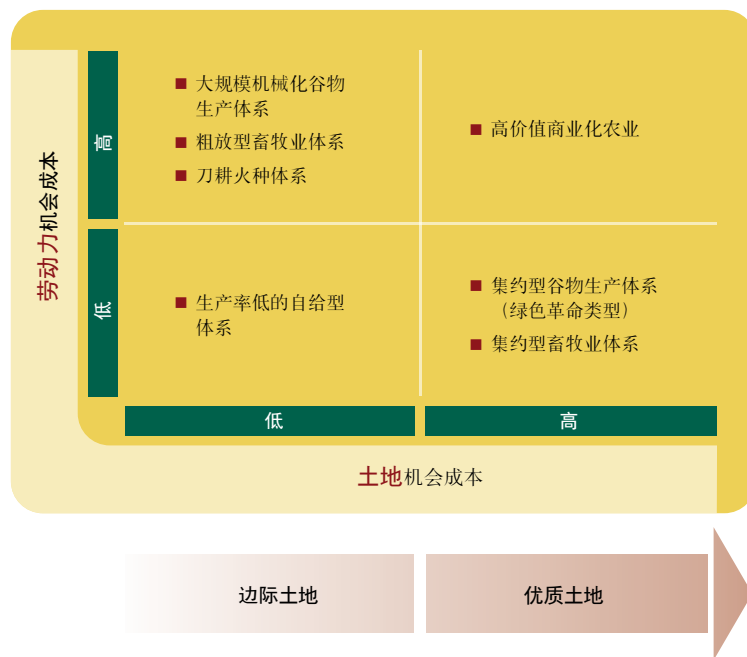 劳动力机会成本
高
大规模机械化谷物
生产体系
粗放型畜牧业体系
刀耕火种体系
高价值商业化农业
低
生产率低的自给型
体系
集约型谷物生产体系
（绿色革命类型）
集约型畜牧业体系
低
高
土地机会成本
边际土地
优质土地